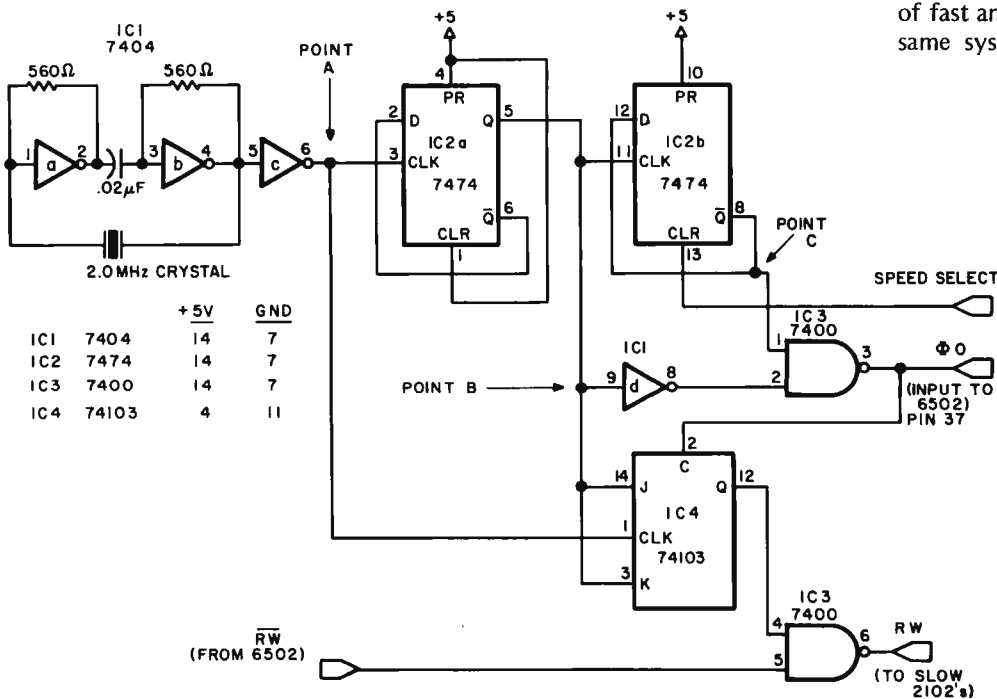 of fast an
same sys
IC1
7404
560Ω
560Ω
1
a
2
.02µF
3
b
4
5
c
6
2.0 MHz CRYSTAL
POINT
A
+5
4
PR
2
D
Q
5
IC2a
3
CLK
7474
Q̅
6
CLR
1
+5
10
PR
12
D
Q
IC2b
11
CLK
7474
Q̅
8
CLR
13
POINT
C
SPEED SELECT
+5V GND
IC1 7404 14 7
IC2 7474 14 7
IC3 7400 14 7
IC4 74103 4 11
POINT B
IC1
9
d
8
IC3
7400
1
2
3
ΦO
(INPUT TO
6502)
PIN 37
2
C
14
J
Q
12
IC4
1
CLK
74103
3
K
IC3
7400
4
5
6
R̅W̅
(FROM 6502)
RW
(TO SLOW
2102's)